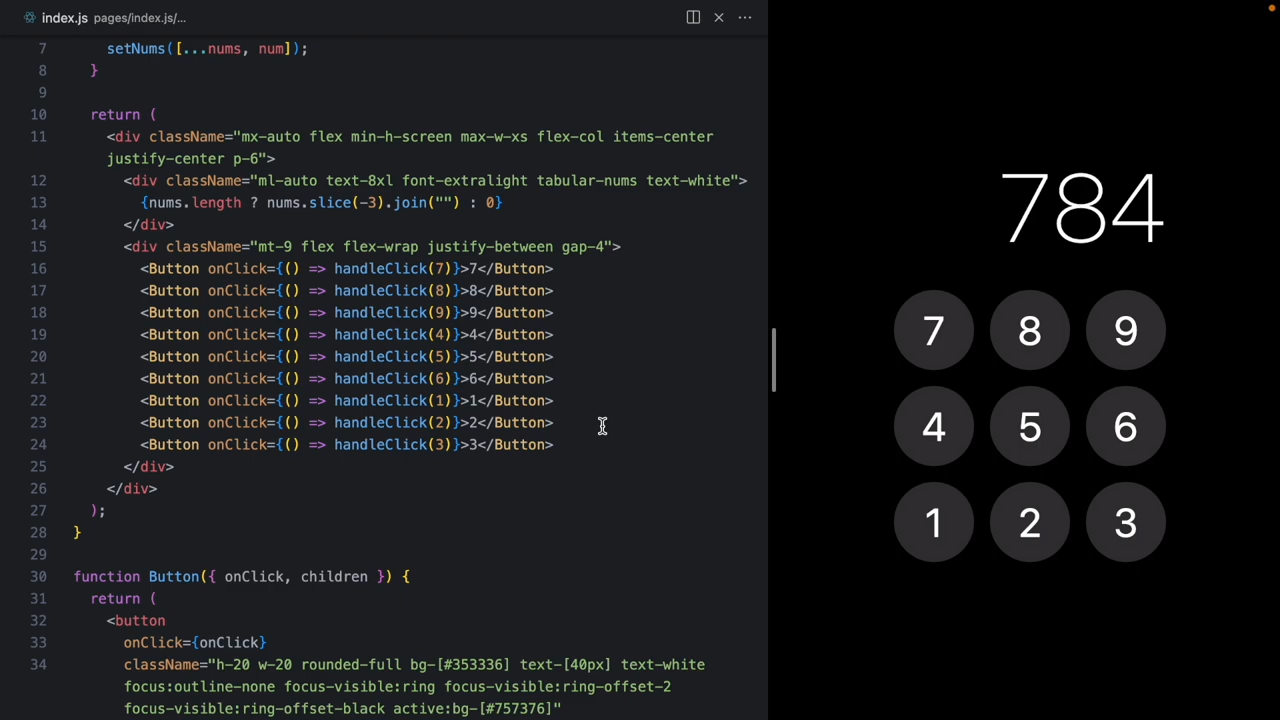 index.js pages/index.js/...
7 setNums([...nums, num]);
8 }
9
10 return (
11 <div className="mx-auto flex min-h-screen max-w-xs flex-col items-center
justify-center p-6">
12 <div className="ml-auto text-8xl font-extralight tabular-nums text-white">
13 {nums.length ? nums.slice(-3).join("") : 0}
14 </div>
15 <div className="mt-9 flex flex-wrap justify-between gap-4">
16 <Button onClick={() => handleClick(7)}>7</Button>
17 <Button onClick={() => handleClick(8)}>8</Button>
18 <Button onClick={() => handleClick(9)}>9</Button>
19 <Button onClick={() => handleClick(4)}>4</Button>
20 <Button onClick={() => handleClick(5)}>5</Button>
21 <Button onClick={() => handleClick(6)}>6</Button>
22 <Button onClick={() => handleClick(1)}>1</Button>
23 <Button onClick={() => handleClick(2)}>2</Button>
24 <Button onClick={() => handleClick(3)}>3</Button>
25 </div>
26 </div>
27 );
28 }
29
30 function Button({ onClick, children }) {
31 return (
32 <button
33 onClick={onClick}
34 className="h-20 w-20 rounded-full bg-[#353336] text-[40px] text-white
focus:outline-none focus-visible:ring focus-visible:ring-offset-2
focus-visible:ring-offset-black active:bg-[#757376]"
784
7 8 9
4 5 6
1 2 3